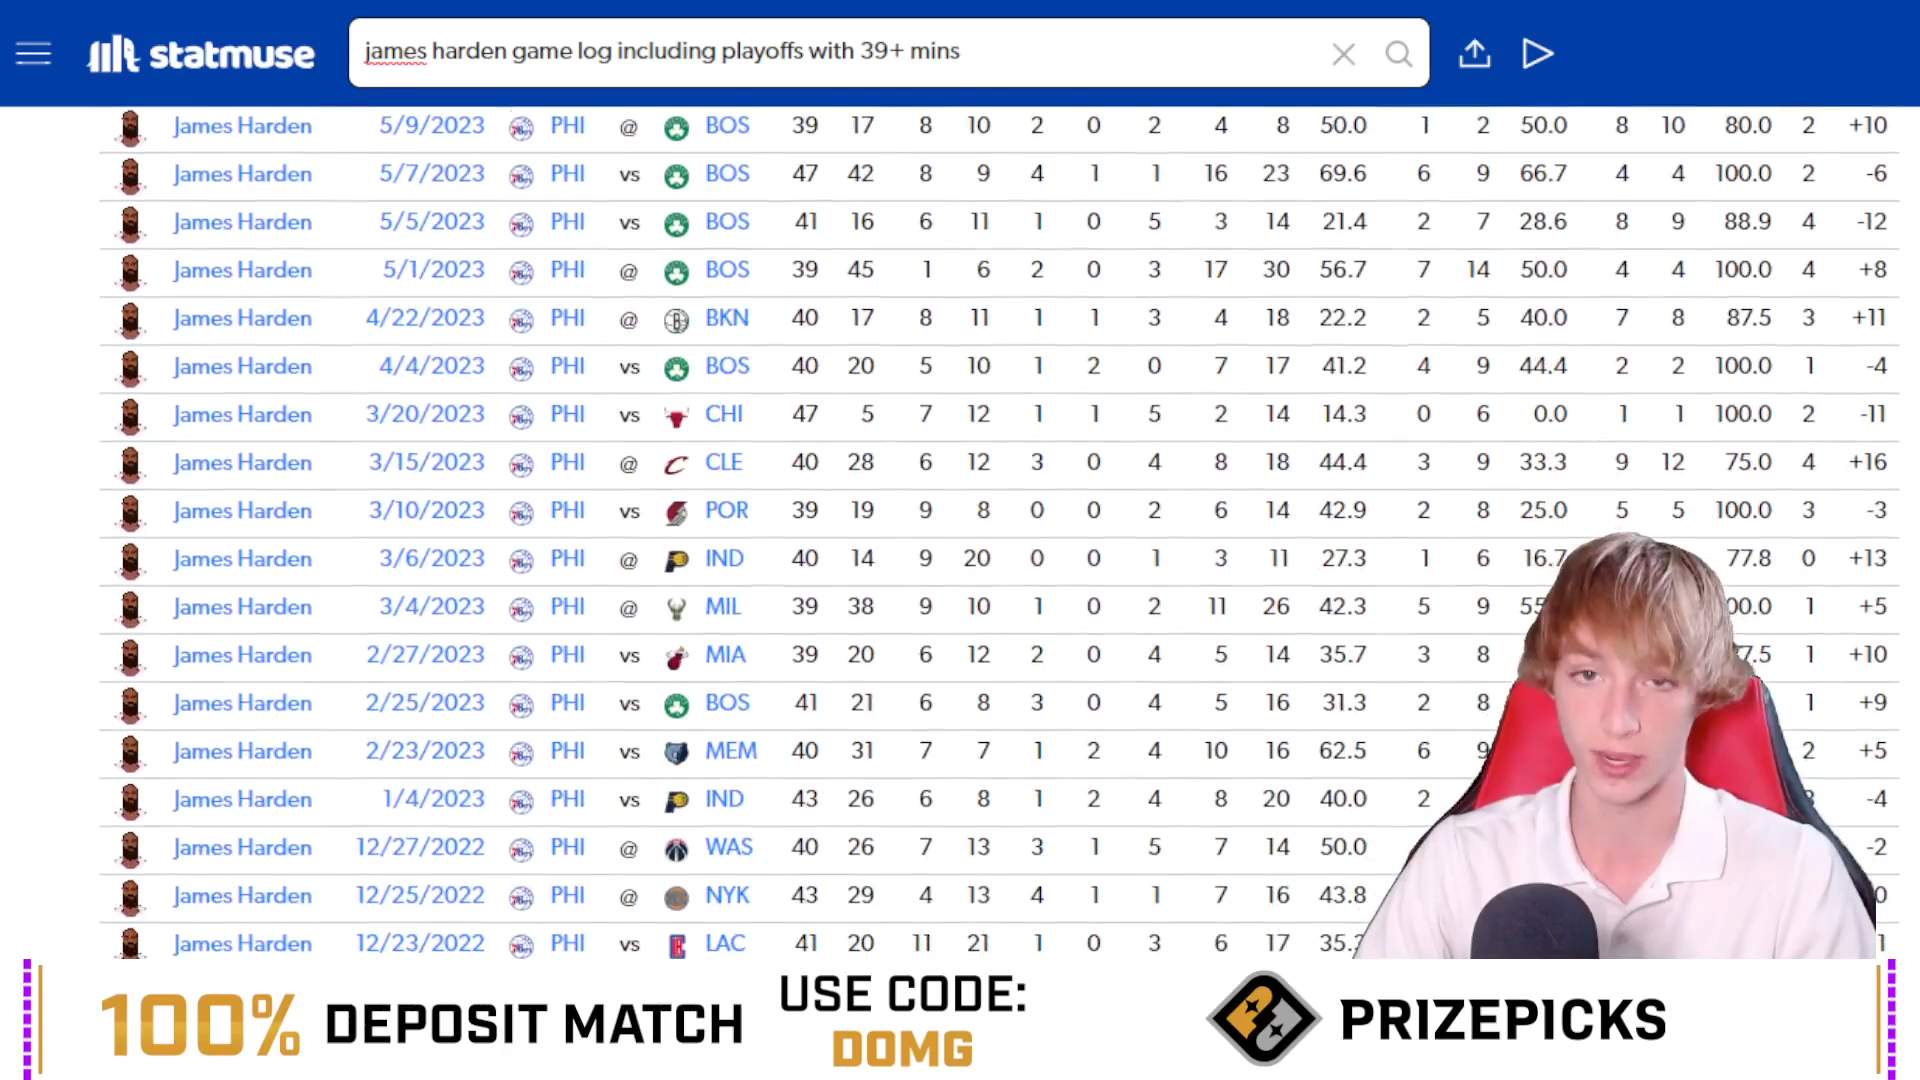 statmuse
james harden game log including playoffs with 39+ mins
James Harden 5/9/2023 PHI @ BOS 39 17 8 10 2 0 2 4 8 50.0 1 2 50.0 8 10 80.0 2 +10
James Harden 5/7/2023 PHI vs BOS 47 42 8 9 4 1 1 16 23 69.6 6 9 66.7 4 4 100.0 2 -6
James Harden 5/5/2023 PHI vs BOS 41 16 6 11 1 0 5 3 14 21.4 2 7 28.6 8 9 88.9 4 -12
James Harden 5/1/2023 PHI @ BOS 39 45 1 6 2 0 3 17 30 56.7 7 14 50.0 4 4 100.0 4 +8
James Harden 4/22/2023 PHI @ BKN 40 17 8 11 1 1 3 4 18 22.2 2 5 40.0 7 8 87.5 3 +11
James Harden 4/4/2023 PHI vs BOS 40 20 5 10 1 2 0 7 17 41.2 4 9 44.4 2 2 100.0 1 -4
James Harden 3/20/2023 PHI vs CHI 47 5 7 12 1 1 5 2 14 14.3 0 6 0.0 1 1 100.0 2 -11
James Harden 3/15/2023 PHI @ CLE 40 28 6 12 3 0 4 8 18 44.4 3 9 33.3 9 12 75.0 4 +16
James Harden 3/10/2023 PHI vs POR 39 19 9 8 0 0 2 6 14 42.9 2 8 25.0 5 5 100.0 3 -3
James Harden 3/6/2023 PHI @ IND 40 14 9 20 0 0 1 3 11 27.3 1 6 16.7 77.8 0 +13
James Harden 3/4/2023 PHI @ MIL 39 38 9 10 1 0 2 11 26 42.3 5 9 1 +5
James Harden 2/27/2023 PHI vs MIA 39 20 6 12 2 0 4 5 14 35.7 3 8 1 +10
James Harden 2/25/2023 PHI vs BOS 41 21 6 8 3 0 4 5 16 31.3 2 8 1 +9
James Harden 2/23/2023 PHI vs MEM 40 31 7 7 1 2 4 10 16 62.5 6 9 2 +5
James Harden 1/4/2023 PHI vs IND 43 26 6 8 1 2 4 8 20 40.0 2 -4
James Harden 12/27/2022 PHI @ WAS 40 26 7 13 3 1 5 7 14 50.0 -2
James Harden 12/25/2022 PHI @ NYK 43 29 4 13 4 1 1 7 16 43.8
James Harden 12/23/2022 PHI vs LAC 41 20 11 21 1 0 3 6 17
100% DEPOSIT MATCH
USE CODE:
DOMG
PRIZEPICKS